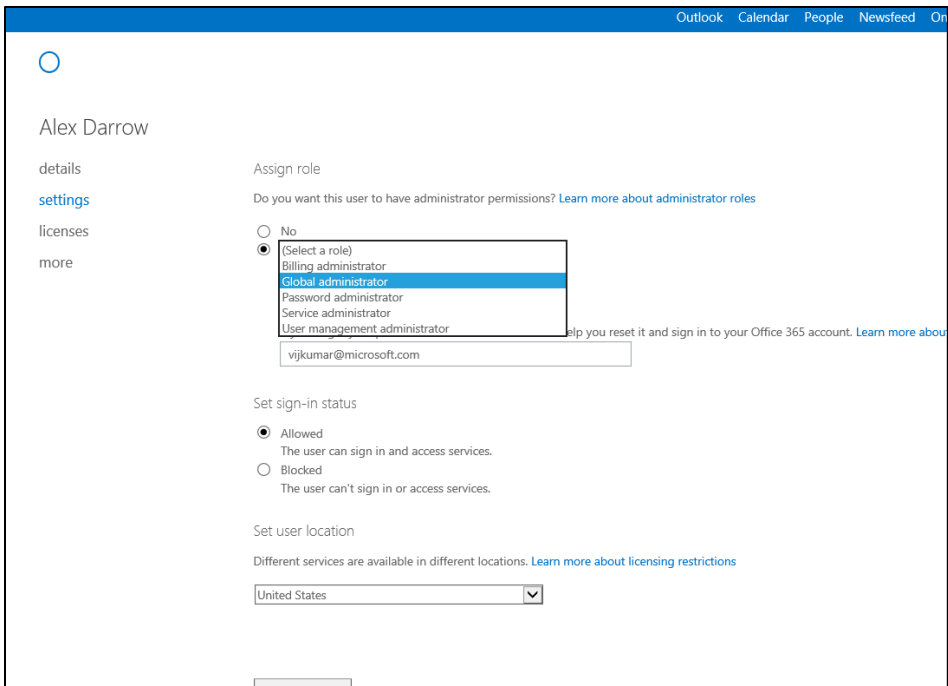 Outlook Calendar People Newsfeed
Alex Darrow
details
settings
licenses
more
Assign role
Do you want this user to have administrator permissions? Learn more about administrator roles
No
(Select a role)
Billing administrator
Global administrator
Password administrator
Service administrator
User management administrator
elp you reset it and sign in to your Office 365 account. Learn more about
vijkumar@microsoft.com
Set sign-in status
Allowed
The user can sign in and access services.
Blocked
The user can't sign in or access services.
Set user location
Different services are available in different locations. Learn more about licensing restrictions
United States